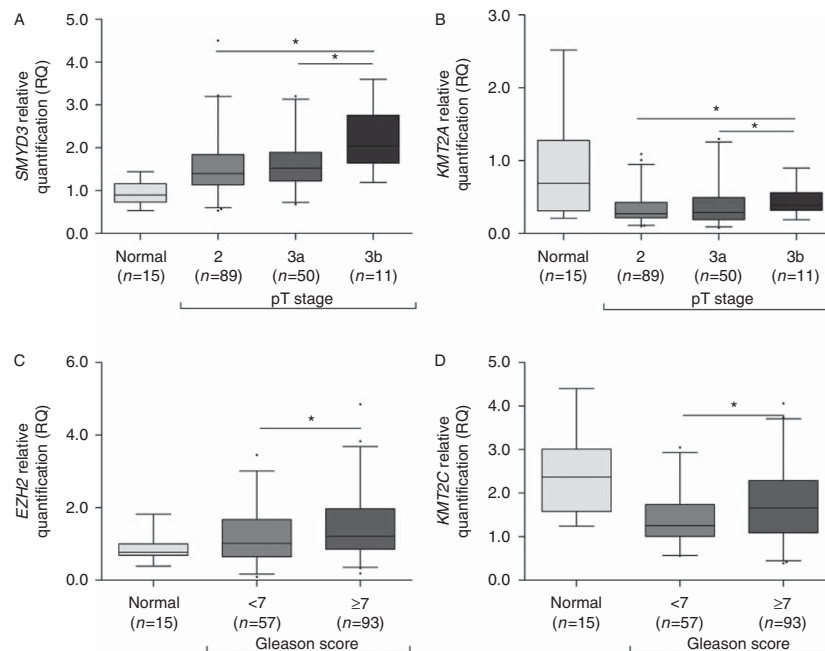 A
SMYD3 relative
quantification (RQ)
5.0
4.0
3.0
2.0
1.0
0.0
*
*
Normal
(n=15)
2
(n=89)
3a
(n=50)
3b
(n=11)
pT stage
B
KMT2A relative
quantification (RQ)
3.0
2.0
1.0
0.0
*
*
Normal
(n=15)
2
(n=89)
3a
(n=50)
3b
(n=11)
pT stage
C
EZH2 relative
quantification (RQ)
6.0
4.0
2.0
0.0
*
Normal
(n=15)
<7
(n=57)
≥7
(n=93)
Gleason score
D
KMT2C relative
quantification (RQ)
5.0
4.0
3.0
2.0
1.0
0.0
*
Normal
(n=15)
<7
(n=57)
≥7
(n=93)
Gleason score